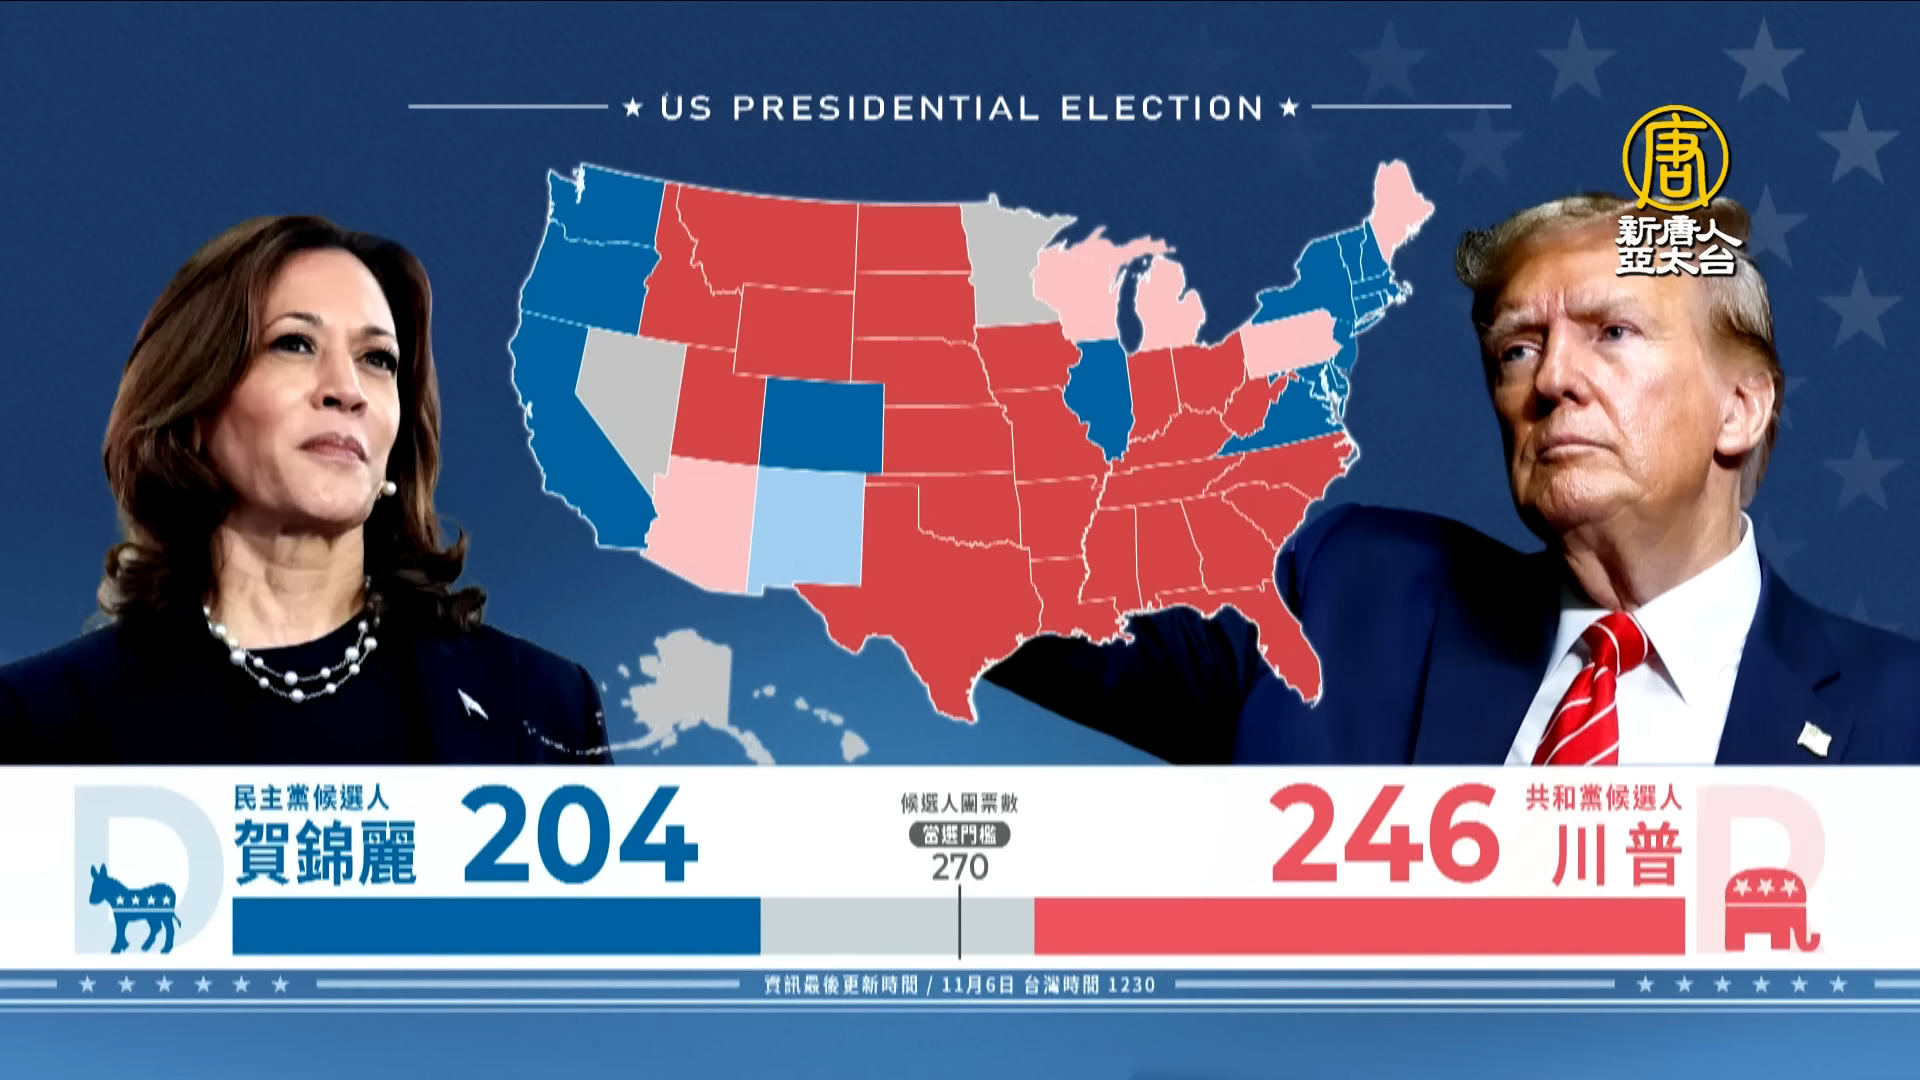 US PRESIDENTIAL ELECTION
唐
新唐人
亞太台
民主黨候選人
賀錦麗
204
候選人團票數
當選門檻
270
246
共和黨候選人
川普
D
R
資訊最後更新時間 / 11月6日 台灣時間 1230